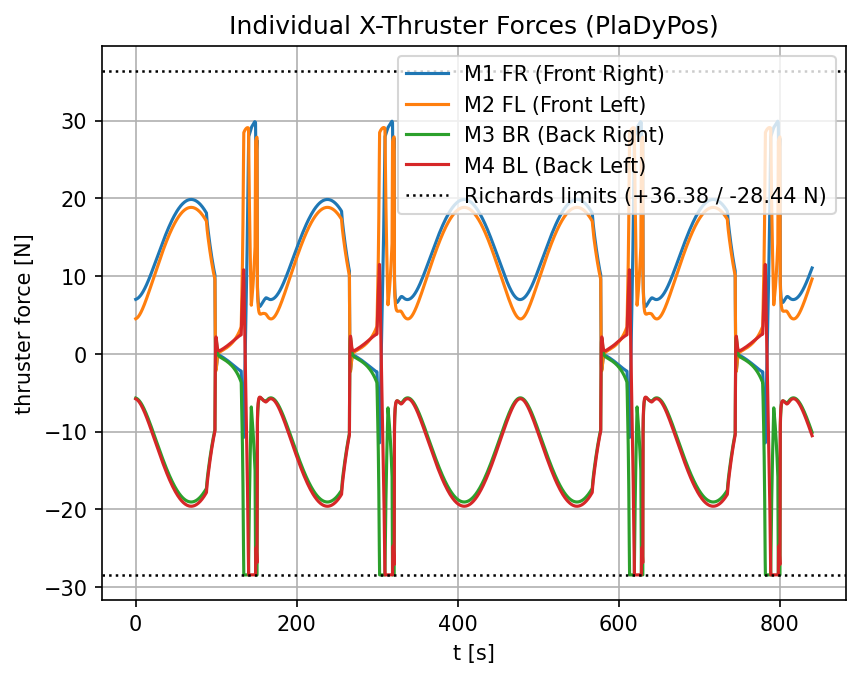 Individual X-Thruster Forces (PlaDyPos)
M1 FR (Front Right)
M2 FL (Front Left)
M3 BR (Back Right)
M4 BL (Back Left)
Richards limits (+36.38 / -28.44 N)
thruster force [N]
30
20
10
0
−10
−20
−30
0
200
400
600
800
t [s]